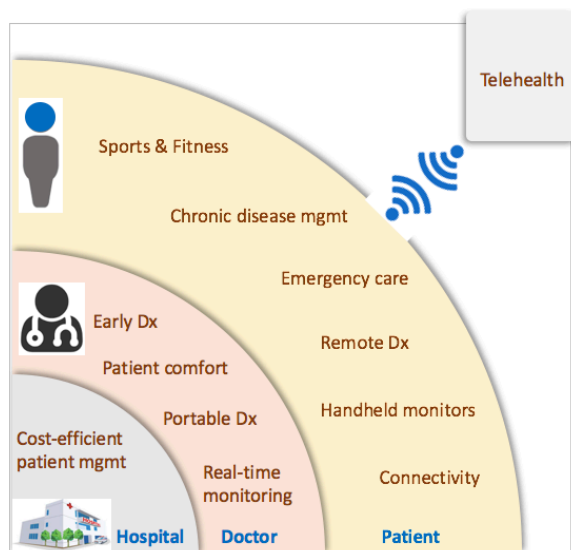 Telehealth
Sports & Fitness
Chronic disease mgmt
Emergency care
Remote Dx
Handheld monitors
Connectivity
Early Dx
Patient comfort
Portable Dx
Real-time
monitoring
Cost-efficient
patient mgmt
Hospital
Doctor
Patient